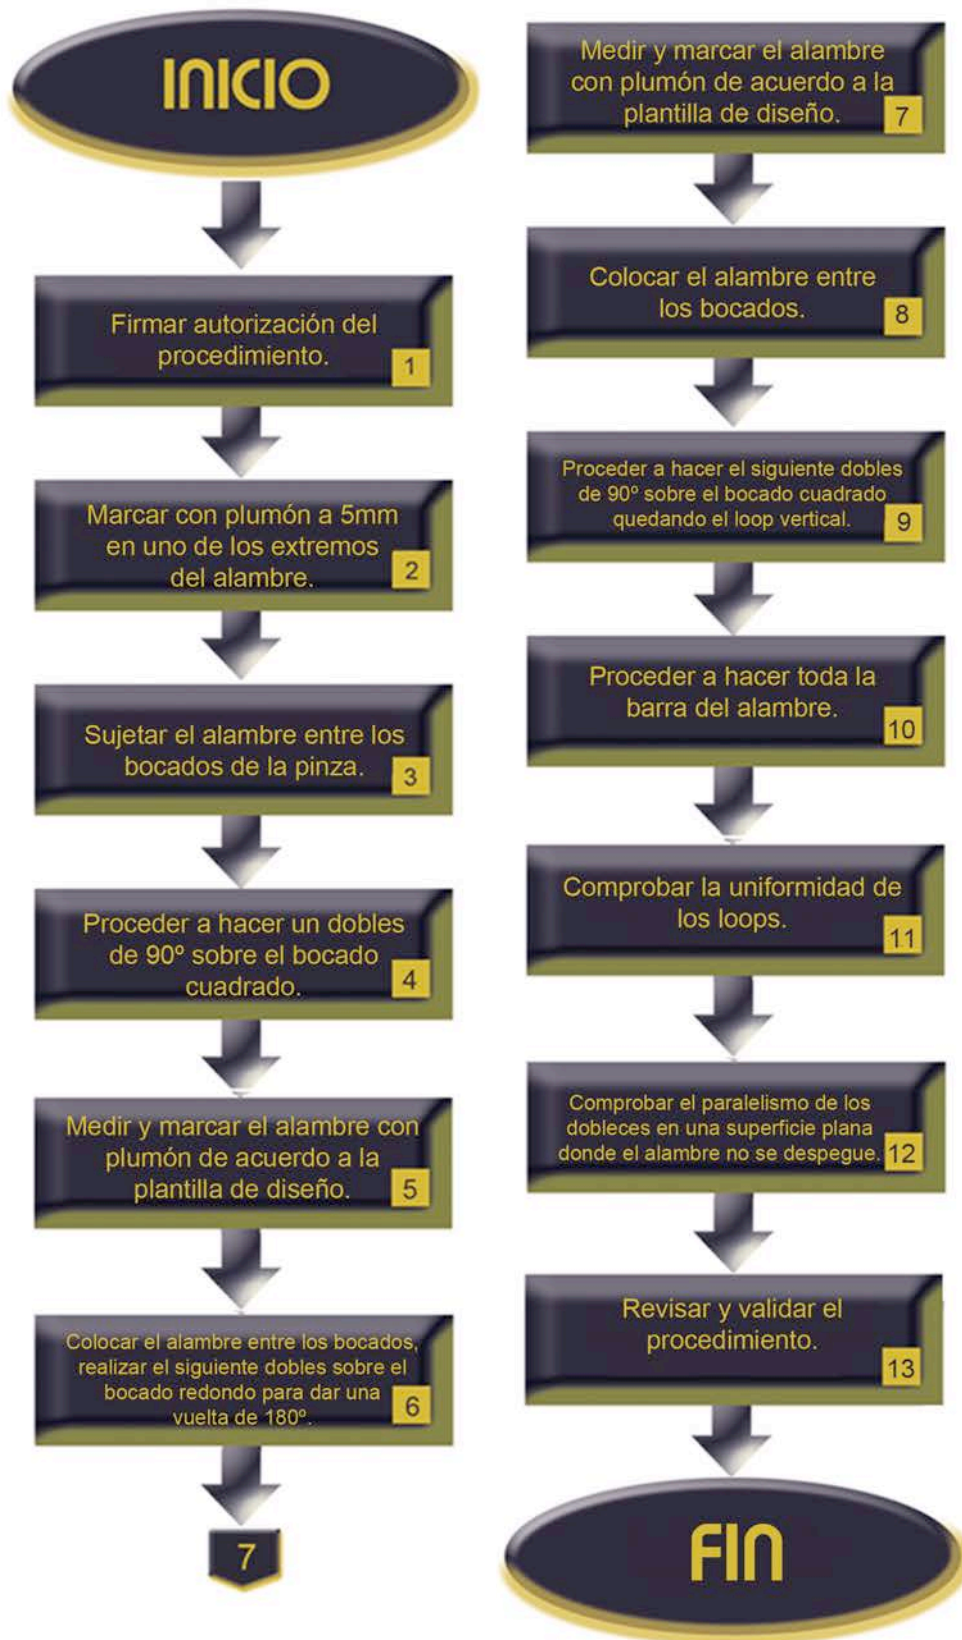 INICIO
Firmar autorización del
procedimiento.
1
Marcar con plumón a 5mm
en uno de los extremos
del alambre.
2
Sujetar el alambre entre los
bocados de la pinza.
3
Proceder a hacer un dobles
de 90º sobre el bocado
cuadrado.
4
Medir y marcar el alambre con
plumón de acuerdo a la
plantilla de diseño.
5
Colocar el alambre entre los bocados,
realizar el siguiente dobles sobre el
bocado redondo para dar una
vuelta de 180º.
6
7
Medir y marcar el alambre
con plumón de acuerdo a la
plantilla de diseño.
7
Colocar el alambre entre
los bocados.
8
Proceder a hacer el siguiente dobles
de 90º sobre el bocado cuadrado
quedando el loop vertical.
9
Proceder a hacer toda la
barra del alambre.
10
Comprobar la uniformidad de
los loops.
11
Comprobar el paralelismo de los
dobleces en una superficie plana
donde el alambre no se despegue.
12
Revisar y validar el
procedimiento.
13
FIN